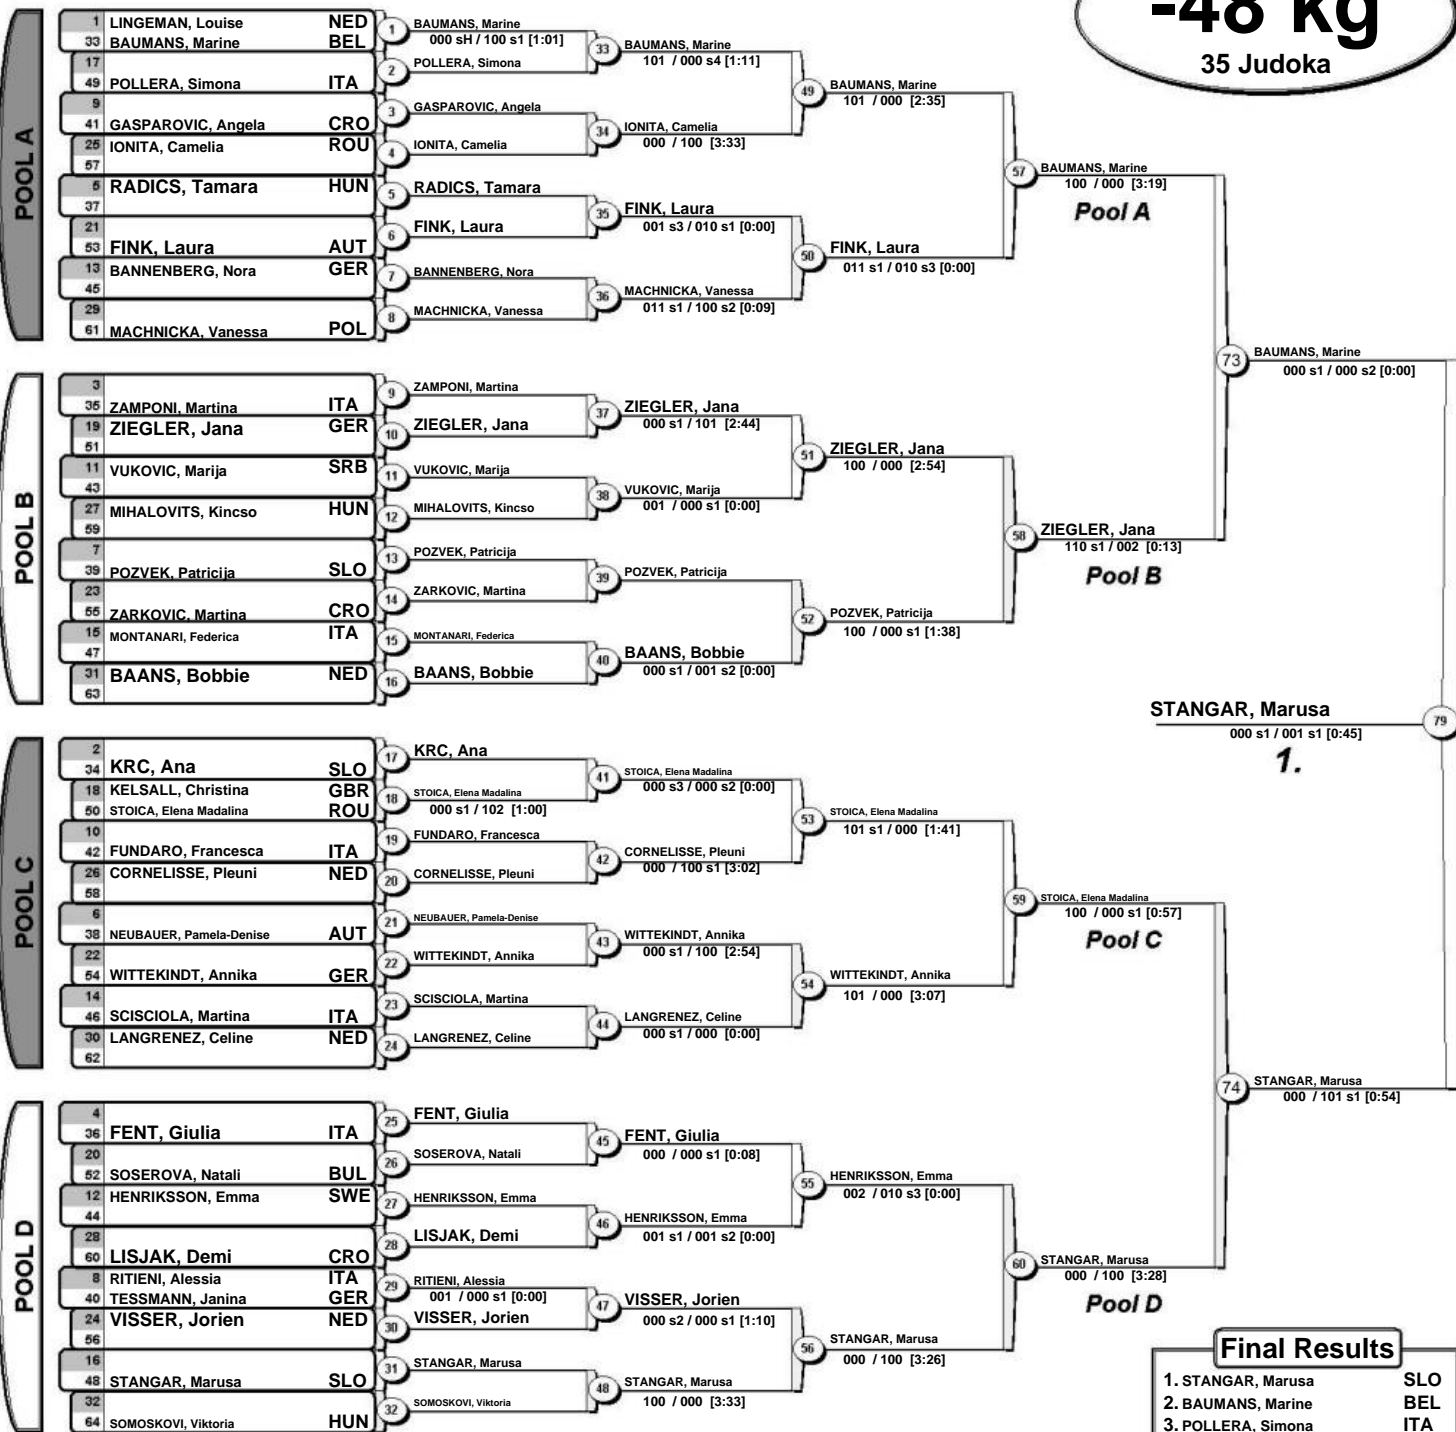 -48 kg
35 Judoka
POOL A
1 LINGEMAN, Louise NED
33 BAUMANS, Marine BEL
17
49 POLLERA, Simona ITA
9
41 GASPAROVIC, Angela CRO
25 IONITA, Camelia ROU
57
5 RADICS, Tamara HUN
37
21
53 FINK, Laura AUT
13 BANNENBERG, Nora GER
45
29
61 MACHNICKA, Vanessa POL
1 BAUMANS, Marine
000 sH / 100 s1 [1:01]
2 POLLERA, Simona
3 GASPAROVIC, Angela
4 IONITA, Camelia
5 RADICS, Tamara
6 FINK, Laura
7 BANNENBERG, Nora
8 MACHNICKA, Vanessa
33 BAUMANS, Marine
101 / 000 s4 [1:11]
34 IONITA, Camelia
000 / 100 [3:33]
35 FINK, Laura
001 s3 / 010 s1 [0:00]
36 MACHNICKA, Vanessa
011 s1 / 100 s2 [0:09]
49 BAUMANS, Marine
101 / 000 [2:35]
50 FINK, Laura
011 s1 / 010 s3 [0:00]
57 BAUMANS, Marine
100 / 000 [3:19]
Pool A
POOL B
3
35 ZAMPONI, Martina ITA
19 ZIEGLER, Jana GER
51
11 VUKOVIC, Marija SRB
43
27 MIHALOVITS, Kincso HUN
59
7
39 POZVEK, Patricija SLO
23
55 ZARKOVIC, Martina CRO
15 MONTANARI, Federica ITA
47
31 BAANS, Bobbie NED
63
9 ZAMPONI, Martina
10 ZIEGLER, Jana
11 VUKOVIC, Marija
12 MIHALOVITS, Kincso
13 POZVEK, Patricija
14 ZARKOVIC, Martina
15 MONTANARI, Federica
16 BAANS, Bobbie
37 ZIEGLER, Jana
000 s1 / 101 [2:44]
38 VUKOVIC, Marija
001 / 000 s1 [0:00]
39 POZVEK, Patricija
40 BAANS, Bobbie
000 s1 / 001 s2 [0:00]
51 ZIEGLER, Jana
100 / 000 [2:54]
52 POZVEK, Patricija
100 / 000 s1 [1:38]
58 ZIEGLER, Jana
110 s1 / 002 [0:13]
Pool B
73 BAUMANS, Marine
000 s1 / 000 s2 [0:00]
STANGAR, Marusa 79
000 s1 / 001 s1 [0:45]
1.
POOL C
2
34 KRC, Ana SLO
18 KELSALL, Christina GBR
50 STOICA, Elena Madalina ROU
10
42 FUNDARO, Francesca ITA
26 CORNELISSE, Pleuni NED
58
6
38 NEUBAUER, Pamela-Denise AUT
22
54 WITTEKINDT, Annika GER
14
46 SCISCIOLA, Martina ITA
30 LANGRENEZ, Celine NED
62
17 KRC, Ana
18 STOICA, Elena Madalina
000 s1 / 102 [1:00]
19 FUNDARO, Francesca
20 CORNELISSE, Pleuni
21 NEUBAUER, Pamela-Denise
22 WITTEKINDT, Annika
23 SCISCIOLA, Martina
24 LANGRENEZ, Celine
41 STOICA, Elena Madalina
000 s3 / 000 s2 [0:00]
42 CORNELISSE, Pleuni
000 / 100 s1 [3:02]
43 WITTEKINDT, Annika
000 s1 / 100 [2:54]
44 LANGRENEZ, Celine
000 s1 / 000 [0:00]
53 STOICA, Elena Madalina
101 s1 / 000 [1:41]
54 WITTEKINDT, Annika
101 / 000 [3:07]
59 STOICA, Elena Madalina
100 / 000 s1 [0:57]
Pool C
POOL D
4
36 FENT, Giulia ITA
20
52 SOSEROVA, Natali BUL
12 HENRIKSSON, Emma SWE
44
28
60 LISJAK, Demi CRO
8 RITIENI, Alessia ITA
40 TESSMANN, Janina GER
24 VISSER, Jorien NED
56
16
48 STANGAR, Marusa SLO
32
64 SOMOSKOVI, Viktoria HUN
25 FENT, Giulia
26 SOSEROVA, Natali
27 HENRIKSSON, Emma
28 LISJAK, Demi
29 RITIENI, Alessia
001 / 000 s1 [0:00]
30 VISSER, Jorien
31 STANGAR, Marusa
32 SOMOSKOVI, Viktoria
45 FENT, Giulia
000 / 000 s1 [0:08]
46 HENRIKSSON, Emma
001 s1 / 001 s2 [0:00]
47 VISSER, Jorien
000 s2 / 000 s1 [1:10]
48 STANGAR, Marusa
100 / 000 [3:33]
55 HENRIKSSON, Emma
002 / 010 s3 [0:00]
56 STANGAR, Marusa
000 / 100 [3:26]
60 STANGAR, Marusa
000 / 100 [3:28]
Pool D
74 STANGAR, Marusa
000 / 101 s1 [0:54]
Final Results
1. STANGAR, Marusa SLO
2. BAUMANS, Marine BEL
3. POLLERA, Simona ITA